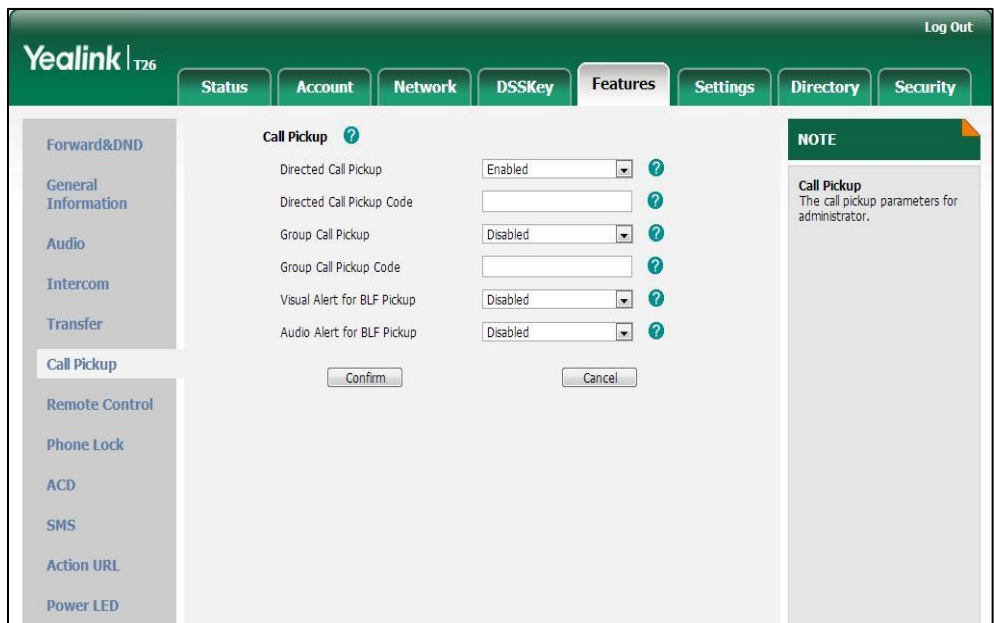 Log Out
Yealink T26
Status Account Network DSSKey Features Settings Directory Security
Forward&DND
General
Information
Audio
Intercom
Transfer
Call Pickup
Remote Control
Phone Lock
ACD
SMS
Action URL
Power LED
Call Pickup ?
Directed Call Pickup Enabled ?
Directed Call Pickup Code ?
Group Call Pickup Disabled ?
Group Call Pickup Code ?
Visual Alert for BLF Pickup Disabled ?
Audio Alert for BLF Pickup Disabled ?
Confirm Cancel
NOTE
Call Pickup
The call pickup parameters for
administrator.